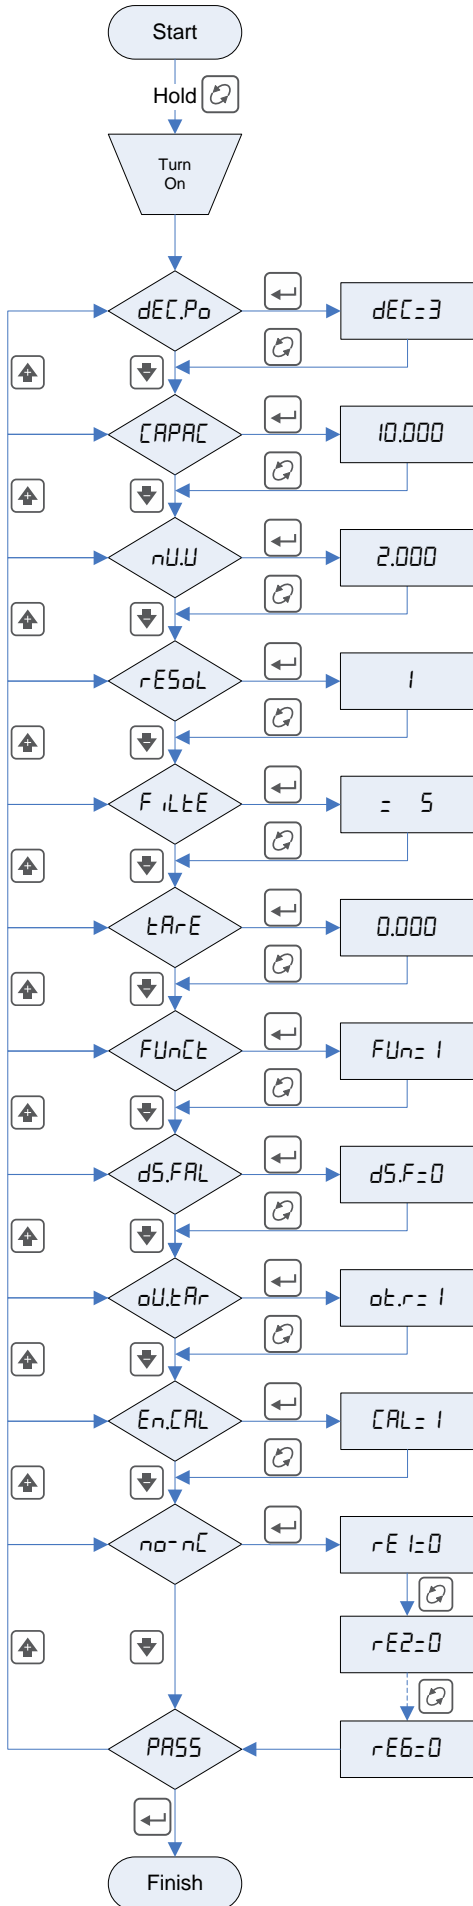 Start
Hold
Turn
On
dEC.Po
dEC=3
CAPAC
10.000
nU.U
2.000
rESoL
1
FiLtE
= 5
tArE
0.000
FUnCt
FUn=1
dS.FAL
dS.F=0
oU.tAr
ot.r=1
En.CAL
CAL=1
no-nC
rE1=0
rE2=0
PASS
rE6=0
Finish